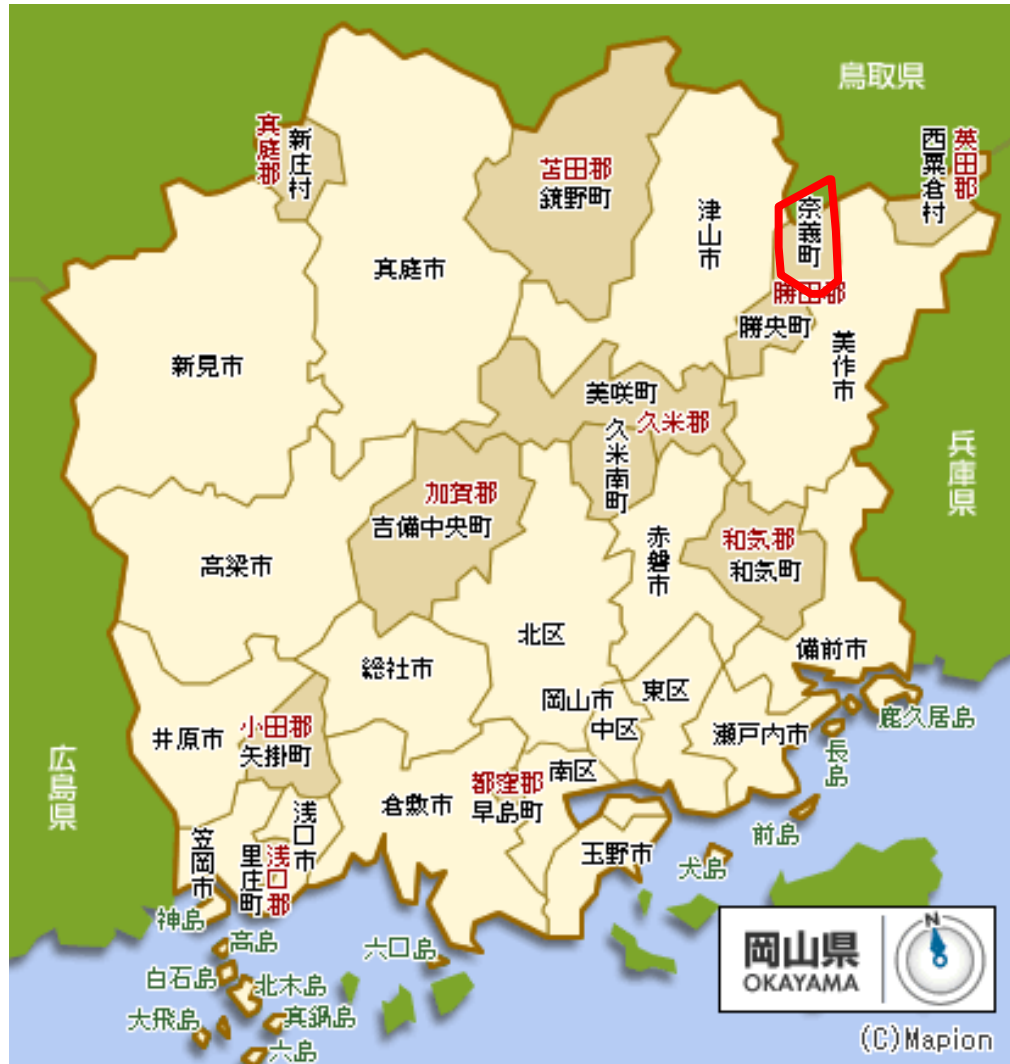 鳥取県
真庭郡
新庄村
苫田郡
鏡野町
津山市
奈義町
西粟倉村
英田郡
真庭市
勝田郡
勝央町
新見市
美作市
美咲町
久米郡
久米南町
兵庫県
加賀郡
吉備中央町
赤磐市
和気郡
和気町
高梁市
北区
備前市
総社市
岡山市
東区
中区
南区
瀬戸内市
鹿久居島
長島
小田郡
矢掛町
井原市
広島県
都窪郡
早島町
倉敷市
浅口市
笠岡市
里庄町
浅口郡
玉野市
前島
犬島
神島
高島
六口島
白石島
北木島
大飛島
真鍋島
六島
N
岡山県
OKAYAMA
(C)Mapion